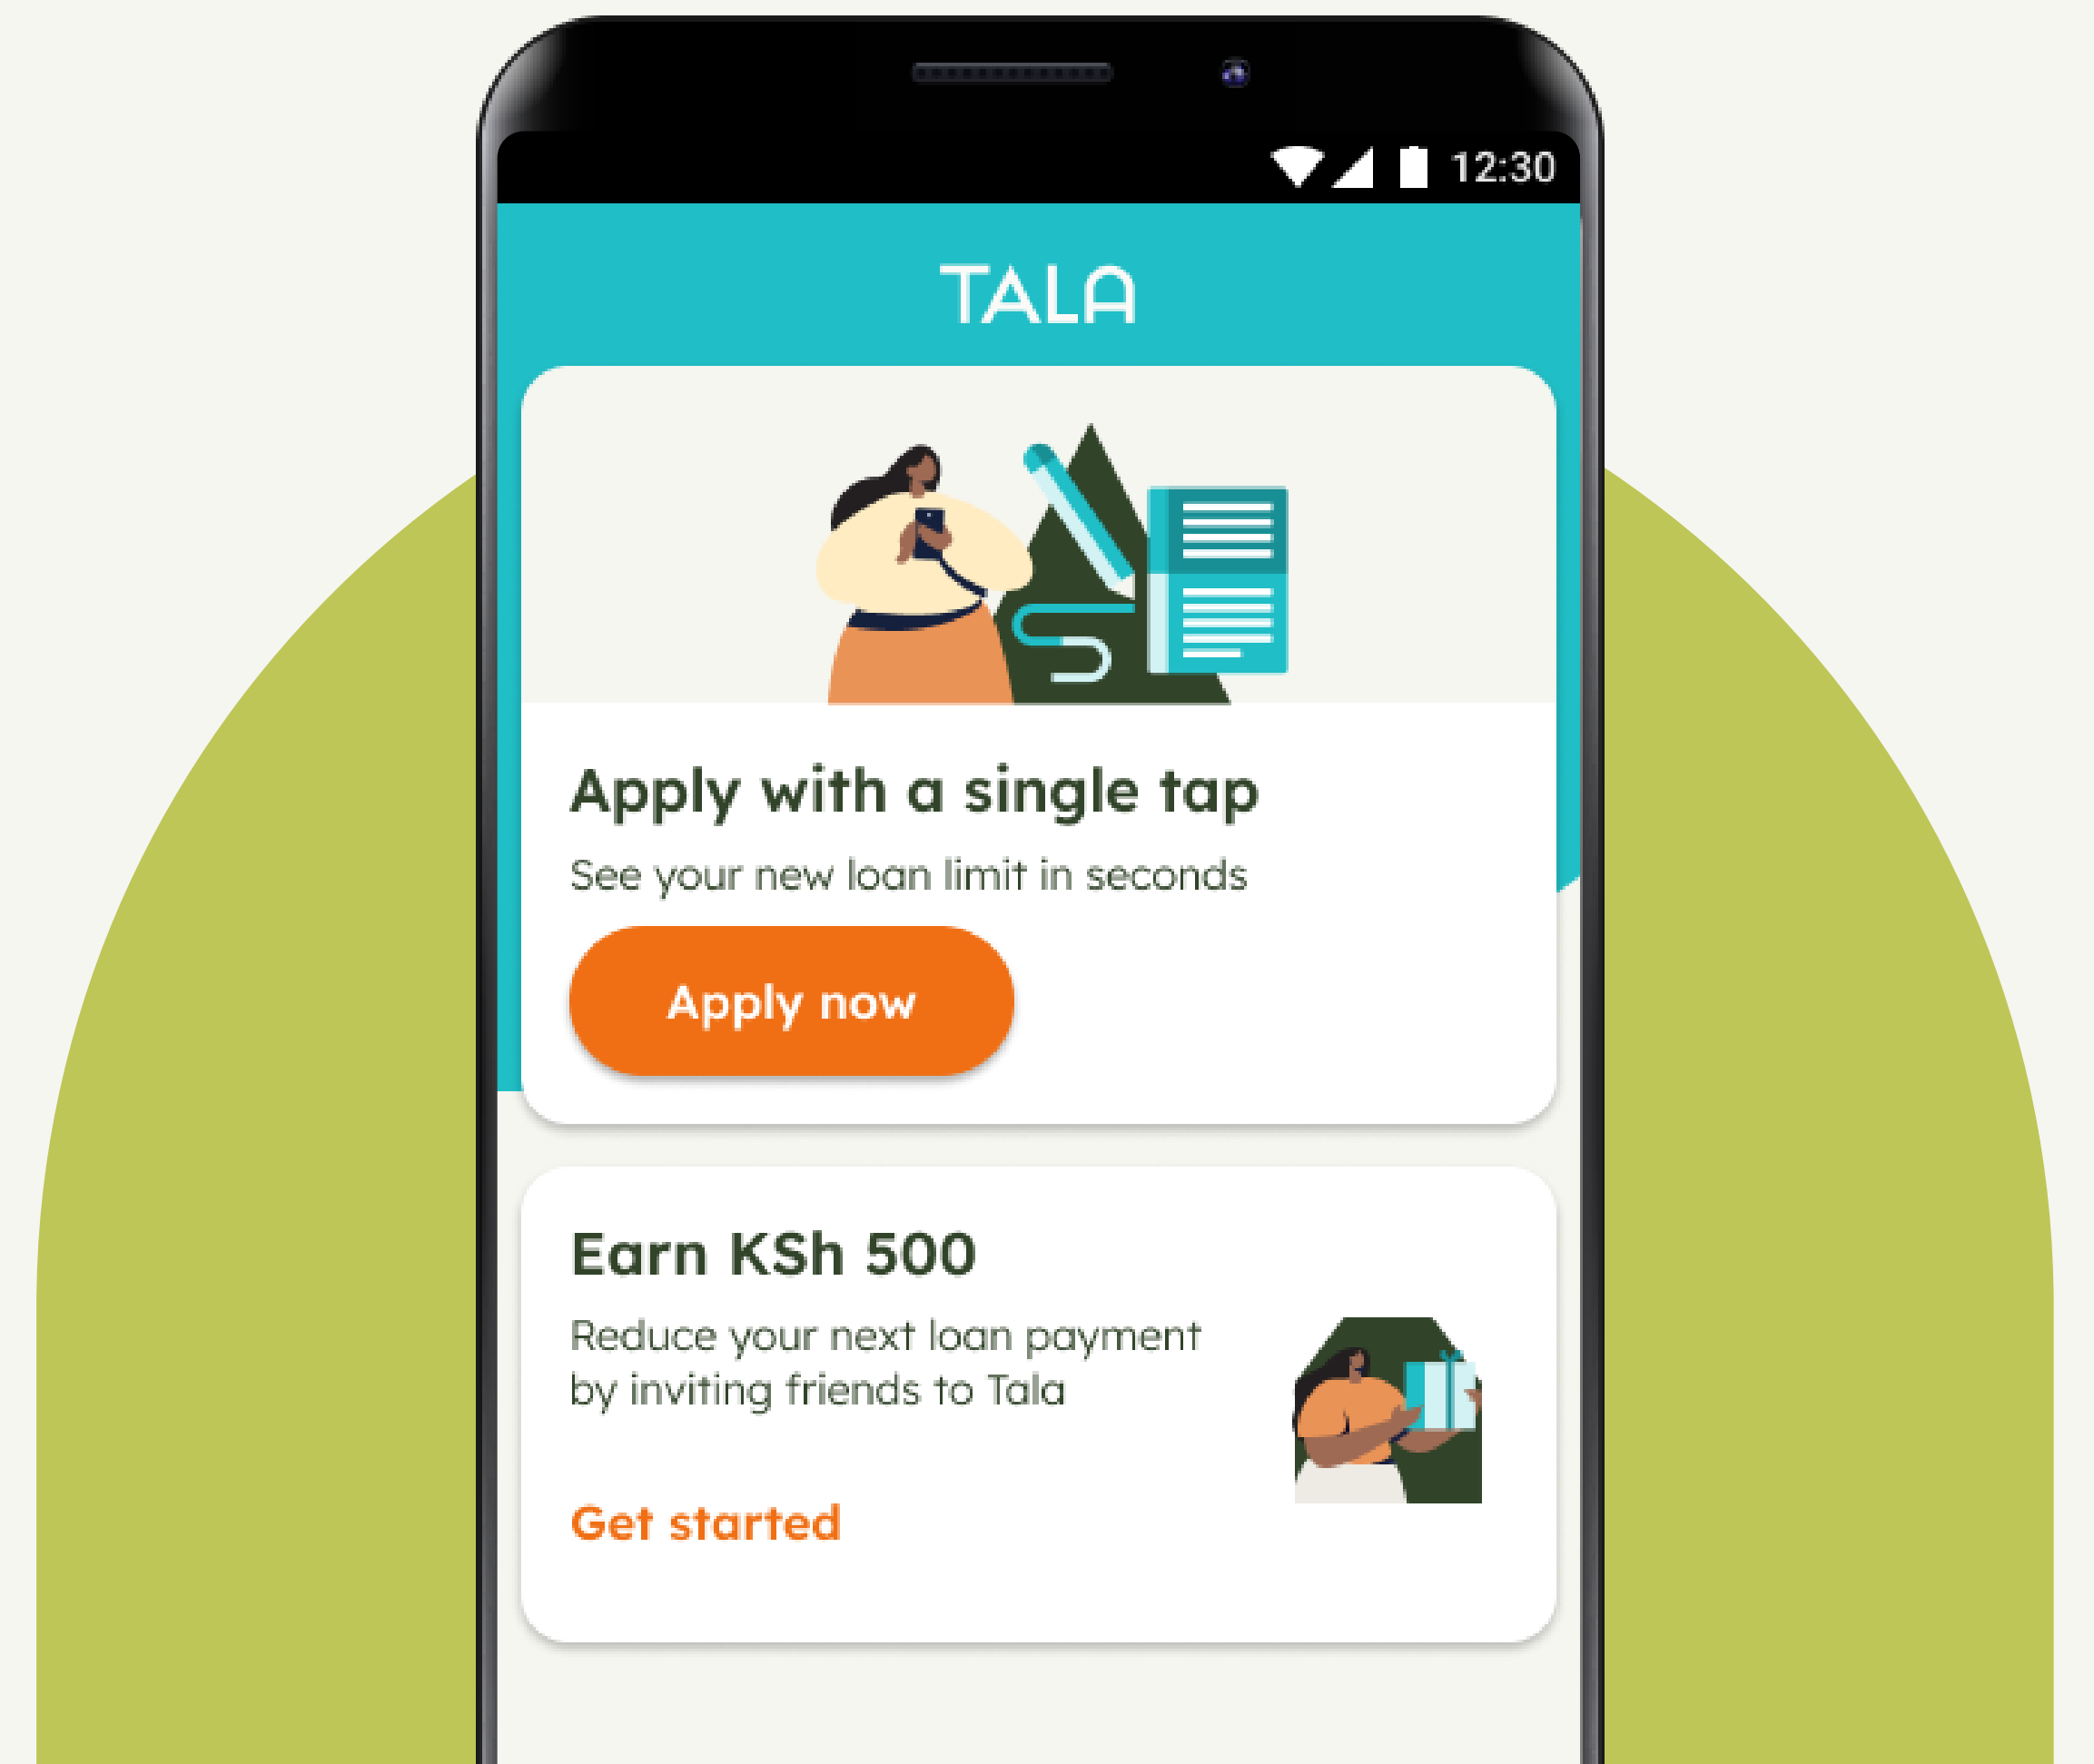 12:30
TALA
Apply with a single tap
See your new loan limit in seconds
Apply now
Earn KSh 500
Reduce your next loan payment
by inviting friends to Tala
Get started